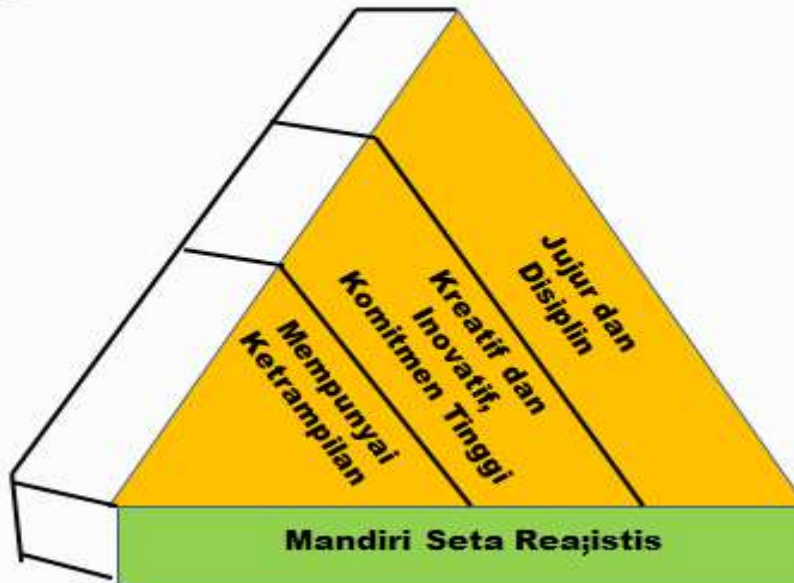 Jujur dan
Disiplin
Kreatif dan
Inovatif,
Komitmen Tinggi
Mempunyai
Ketrampilan
Mandiri Seta Rea;istis